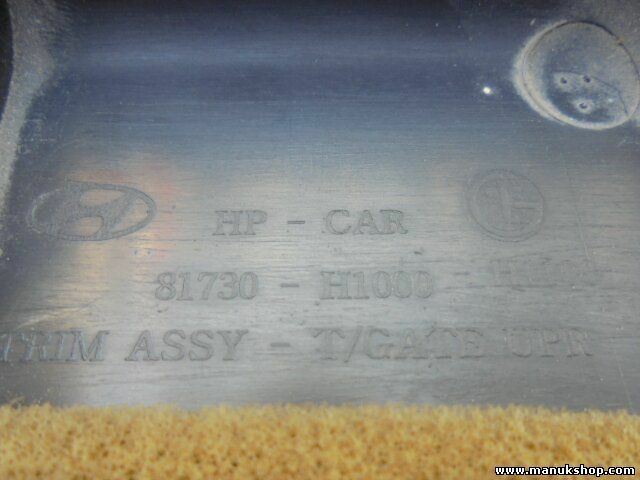 HP - CAR
81730 - H1000
TRIM ASSY - T/GATE UPR
www.manukshop.com